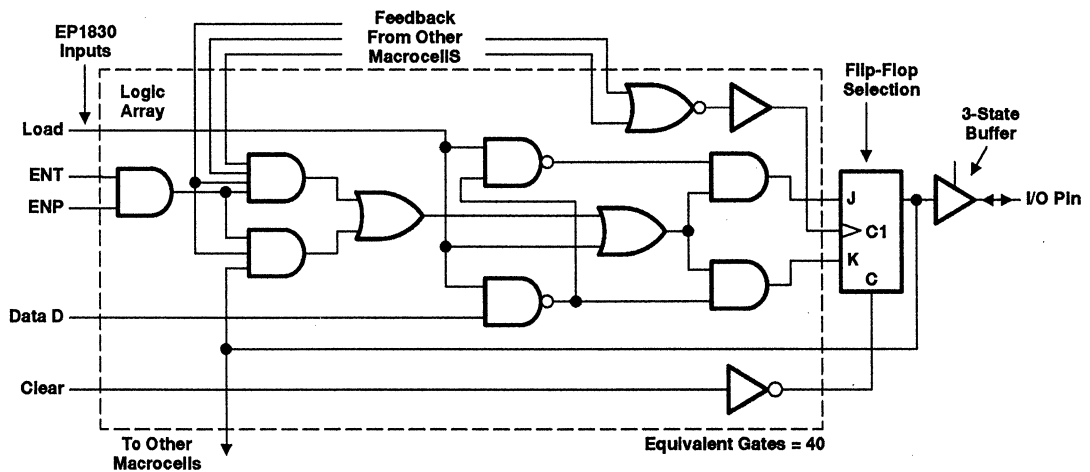 Feedback
From Other
MacrocellS
EP1830
Inputs
Logic
Array
Flip-Flop
Selection
3-State
Buffer
Load
ENT
ENP
J
C1
K
C
I/O Pin
Data D
Clear
To Other
Macrocells
Equivalent Gates = 40